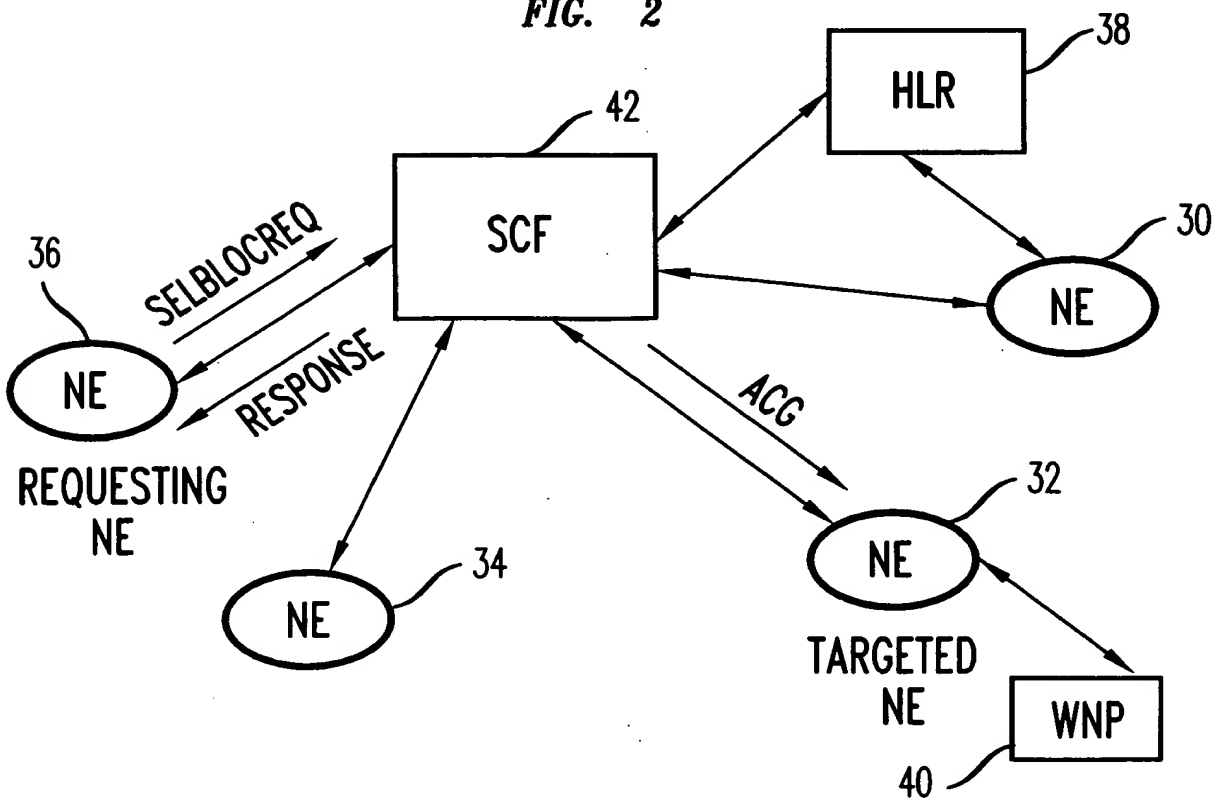 FIG. 2
38
HLR
42
SCF
30
NE
36
SELBLOCREQ
NE
RESPONSE
ACG
REQUESTING
NE
32
NE
34
NE
TARGETED
NE
WNP
40